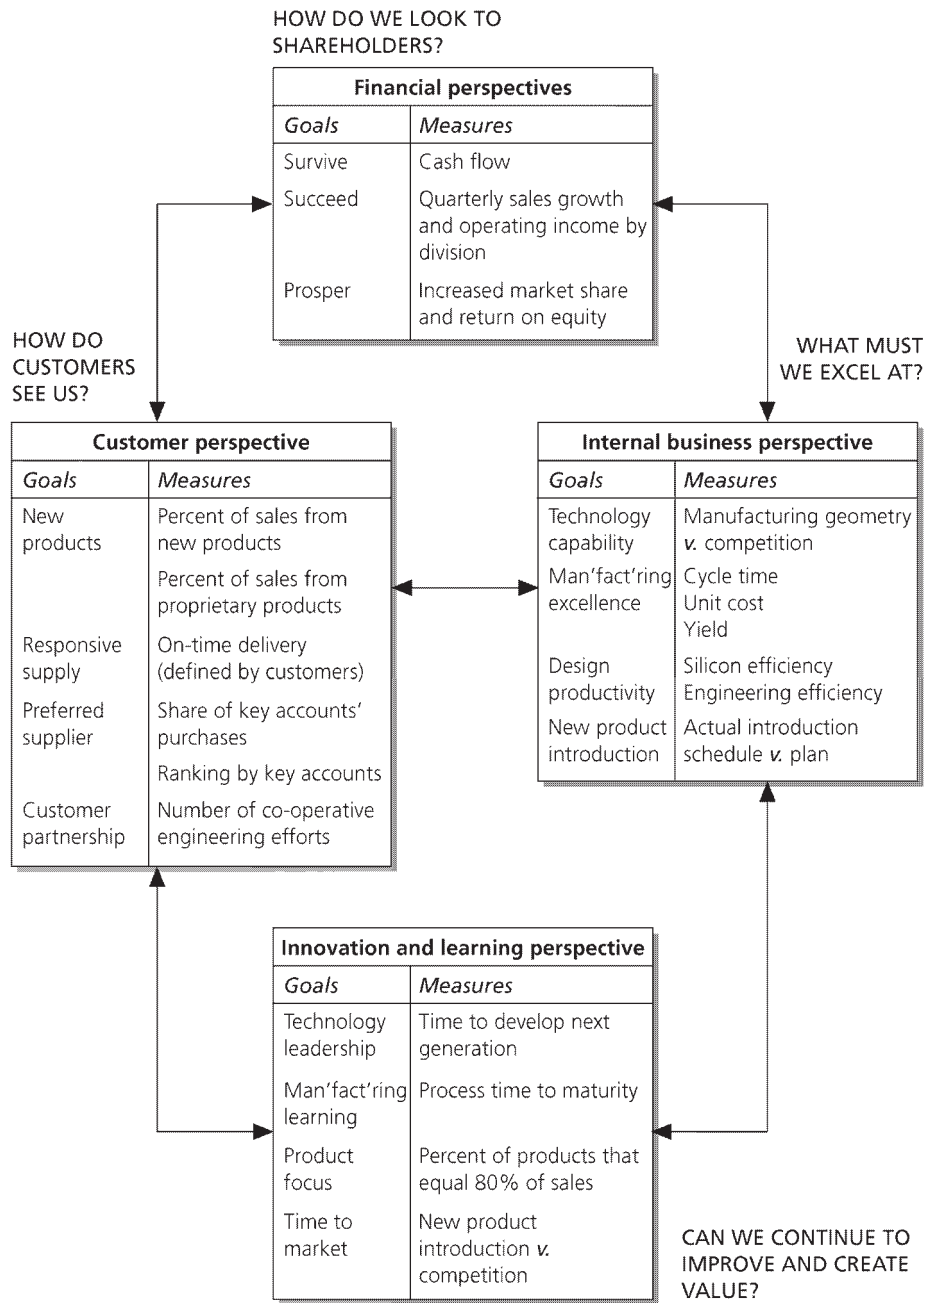 HOW DO WE LOOK TO
SHAREHOLDERS?
Financial perspectives
Goals Measures
Survive Cash flow
Succeed Quarterly sales growth
and operating income by
division
Prosper Increased market share
and return on equity
HOW DO
CUSTOMERS
SEE US?
WHAT MUST
WE EXCEL AT?
Customer perspective
Goals Measures
New Percent of sales from
products new products
Percent of sales from
proprietary products
Responsive On-time delivery
supply (defined by customers)
Preferred Share of key accounts'
supplier purchases
Ranking by key accounts
Customer Number of co-operative
partnership engineering efforts
Internal business perspective
Goals Measures
Technology Manufacturing geometry
capability v. competition
Man'fact'ring Cycle time
excellence Unit cost
Yield
Design Silicon efficiency
productivity Engineering efficiency
New product Actual introduction
introduction schedule v. plan
Innovation and learning perspective
Goals Measures
Technology Time to develop next
leadership generation
Man'fact'ring Process time to maturity
learning
Product Percent of products that
focus equal 80% of sales
Time to New product
market introduction v.
competition
CAN WE CONTINUE TO
IMPROVE AND CREATE
VALUE?